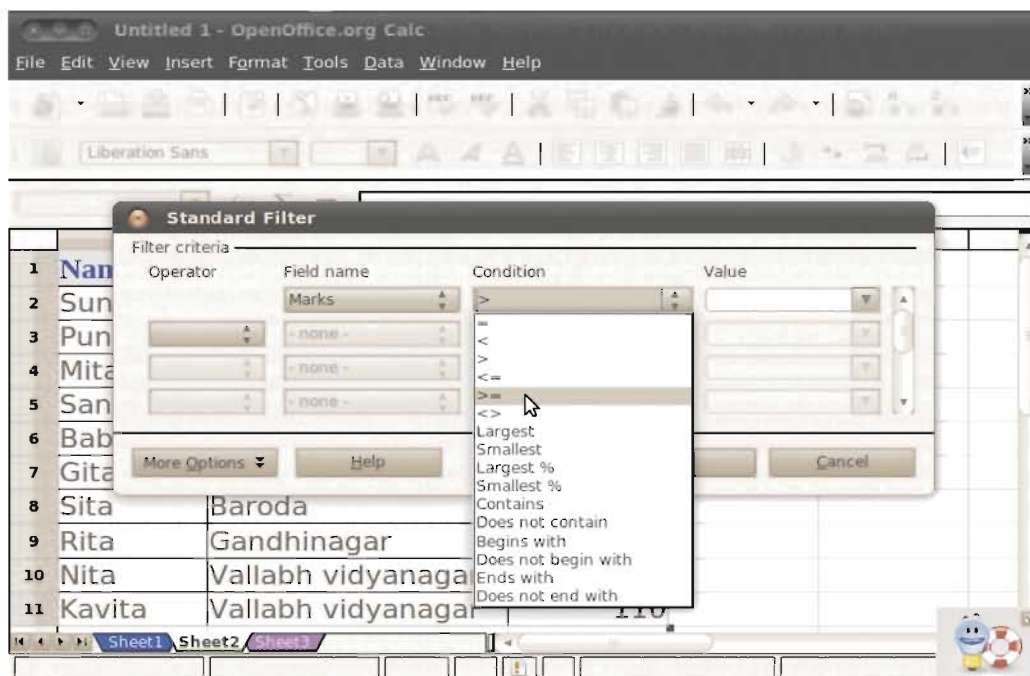 Untitled 1 - OpenOffice.org Calc
File Edit View Insert Format Tools Data Window Help
Liberation Sans
Standard Filter
Filter criteria
Operator Field name Condition Value
Marks >
- none -
- none -
- none -
=
<
>
<=
>=
<>
Largest
Smallest
Largest %
Smallest %
Contains
Does not contain
Begins with
Does not begin with
Ends with
Does not end with
More Options Help Cancel
1 Nam
2 Sun
3 Pun
4 Mita
5 San
6 Bab
7 Gita
8 Sita Baroda
9 Rita Gandhinagar
10 Nita Vallabh vidyanagar
11 Kavita Vallabh vidyanagar 110
Sheet1 Sheet2 Sheet3